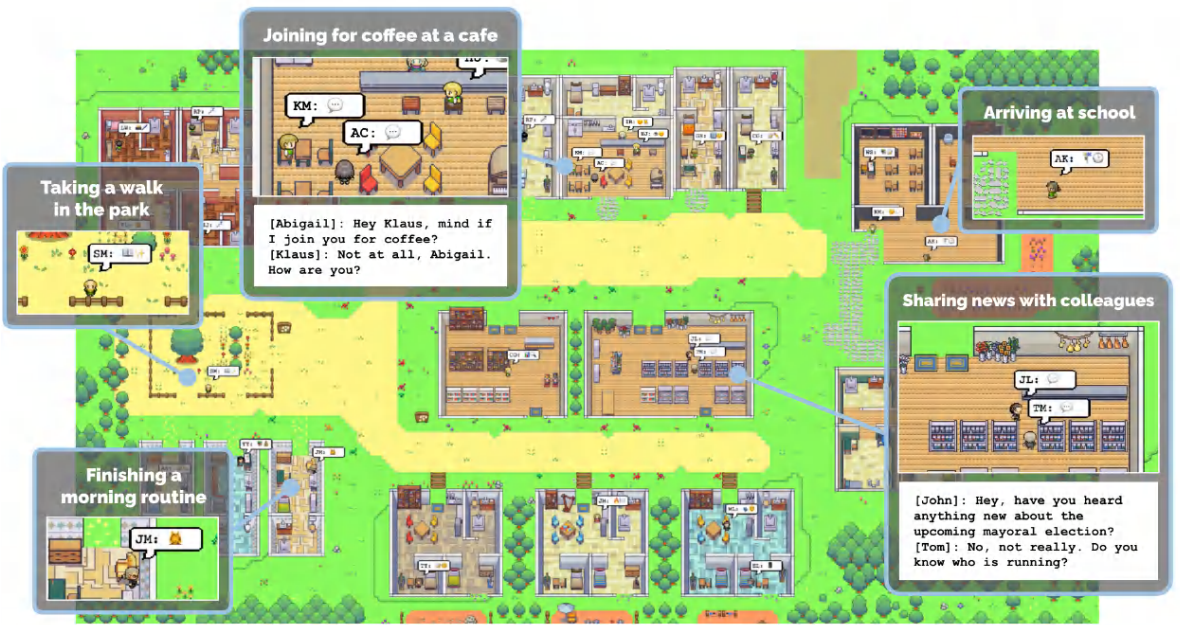 Joining for coffee at a cafe
KM:
AC:
[Abigail]: Hey Klaus, mind if
I join you for coffee?
[Klaus]: Not at all, Abigail.
How are you?
Taking a walk
in the park
SM:
Arriving at school
AK:
Sharing news with colleagues
JL:
TM:
[John]: Hey, have you heard
anything new about the
upcoming mayoral election?
[Tom]: No, not really. Do you
know who is running?
Finishing a
morning routine
JM: